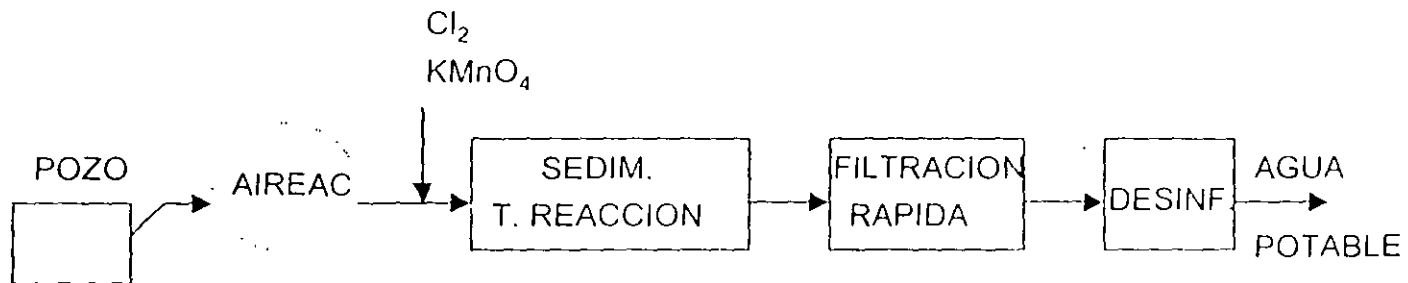 Cl₂
KMnO₄
POZO
AIREAC
SEDIM.
T. REACCION
FILTRACION
RAPIDA
DESINF
AGUA
POTABLE